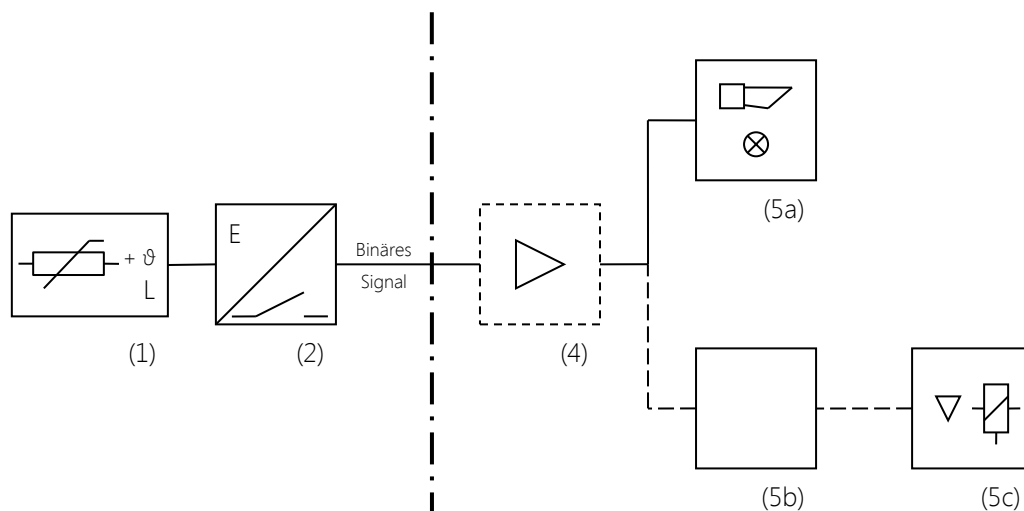 (5a)
+ ϑ
L
(1)
E
(2)
Binäres
Signal
(4)
(5b)
(5c)